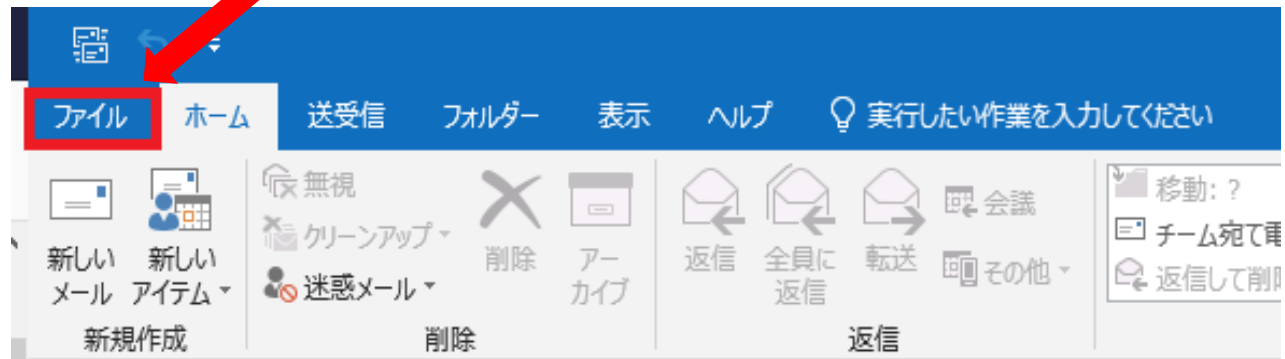 ファイル ホーム 送受信 フォルダー 表示 ヘルプ 実行したい作業を入力してください
新しい
メール
新しい
アイテム
新規作成
無視
クリーンアップ
迷惑メール
削除
アー
カイブ
削除
返信
全員に
返信
転送
会議
その他
返信
移動: ?
チーム宛て電
返信して削除